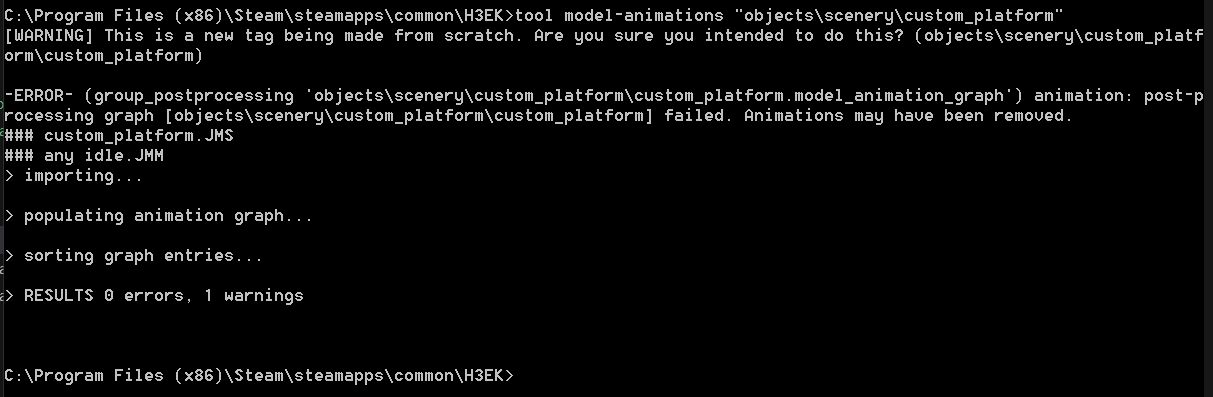 C:\Program Files (x86)\Steam\steamapps\common\H3EK>tool model-animations "objects\scenery\custom_platform"
[WARNING] This is a new tag being made from scratch. Are you sure you intended to do this? (objects\scenery\custom_platf
orm\custom_platform)
-ERROR- (group_postprocessing 'objects\scenery\custom_platform\custom_platform.model_animation_graph') animation: post-p
rocessing graph [objects\scenery\custom_platform\custom_platform] failed. Animations may have been removed.
### custom_platform.JMS
### any idle.JMM
> importing...
> populating animation graph...
> sorting graph entries...
> RESULTS 0 errors, 1 warnings
C:\Program Files (x86)\Steam\steamapps\common\H3EK>